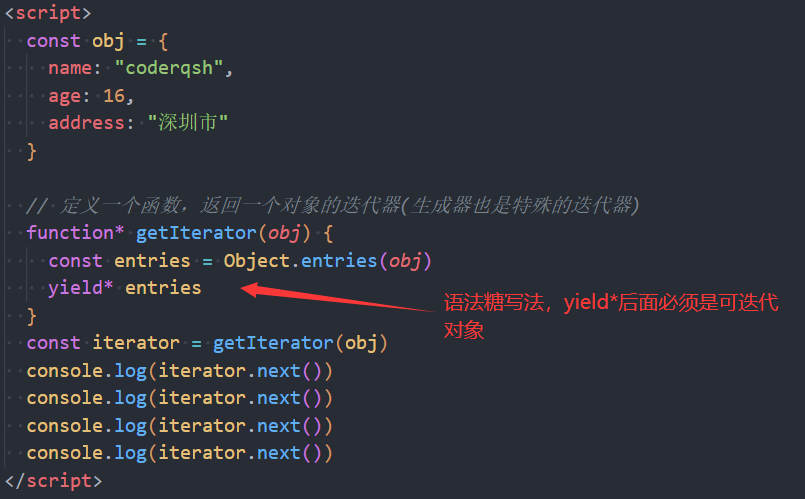 <script>
const obj = {
name: "coderqsh",
age: 16,
address: "深圳市"
}
// 定义一个函数，返回一个对象的迭代器(生成器也是特殊的迭代器)
function* getIterator(obj) {
const entries = Object.entries(obj)
yield* entries
语法糖写法，yield*后面必须是可迭代
对象
}
const iterator = getIterator(obj)
console.log(iterator.next())
console.log(iterator.next())
console.log(iterator.next())
console.log(iterator.next())
</script>